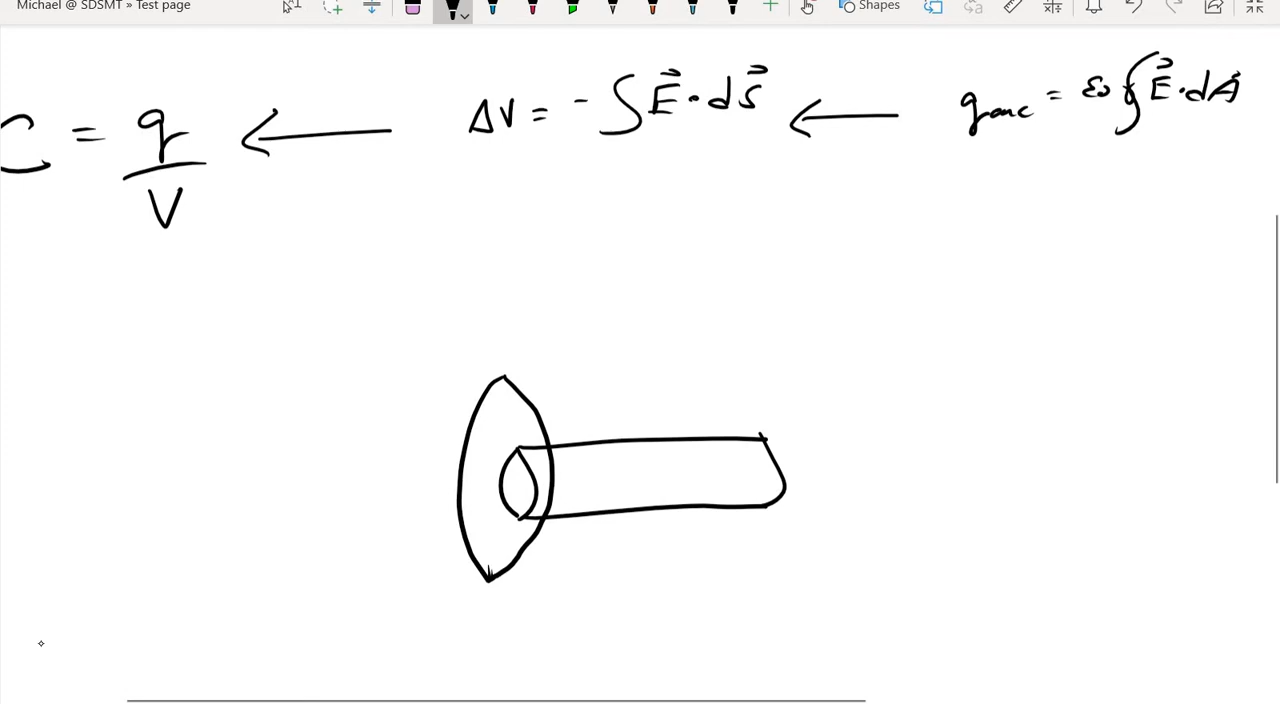 Michael @ SDSMT » Test page
Shapes
C = q/V ← ΔV = - ∫ E⃗ · dS⃗ ← qenc = ε0 ∮ E⃗ · dA⃗